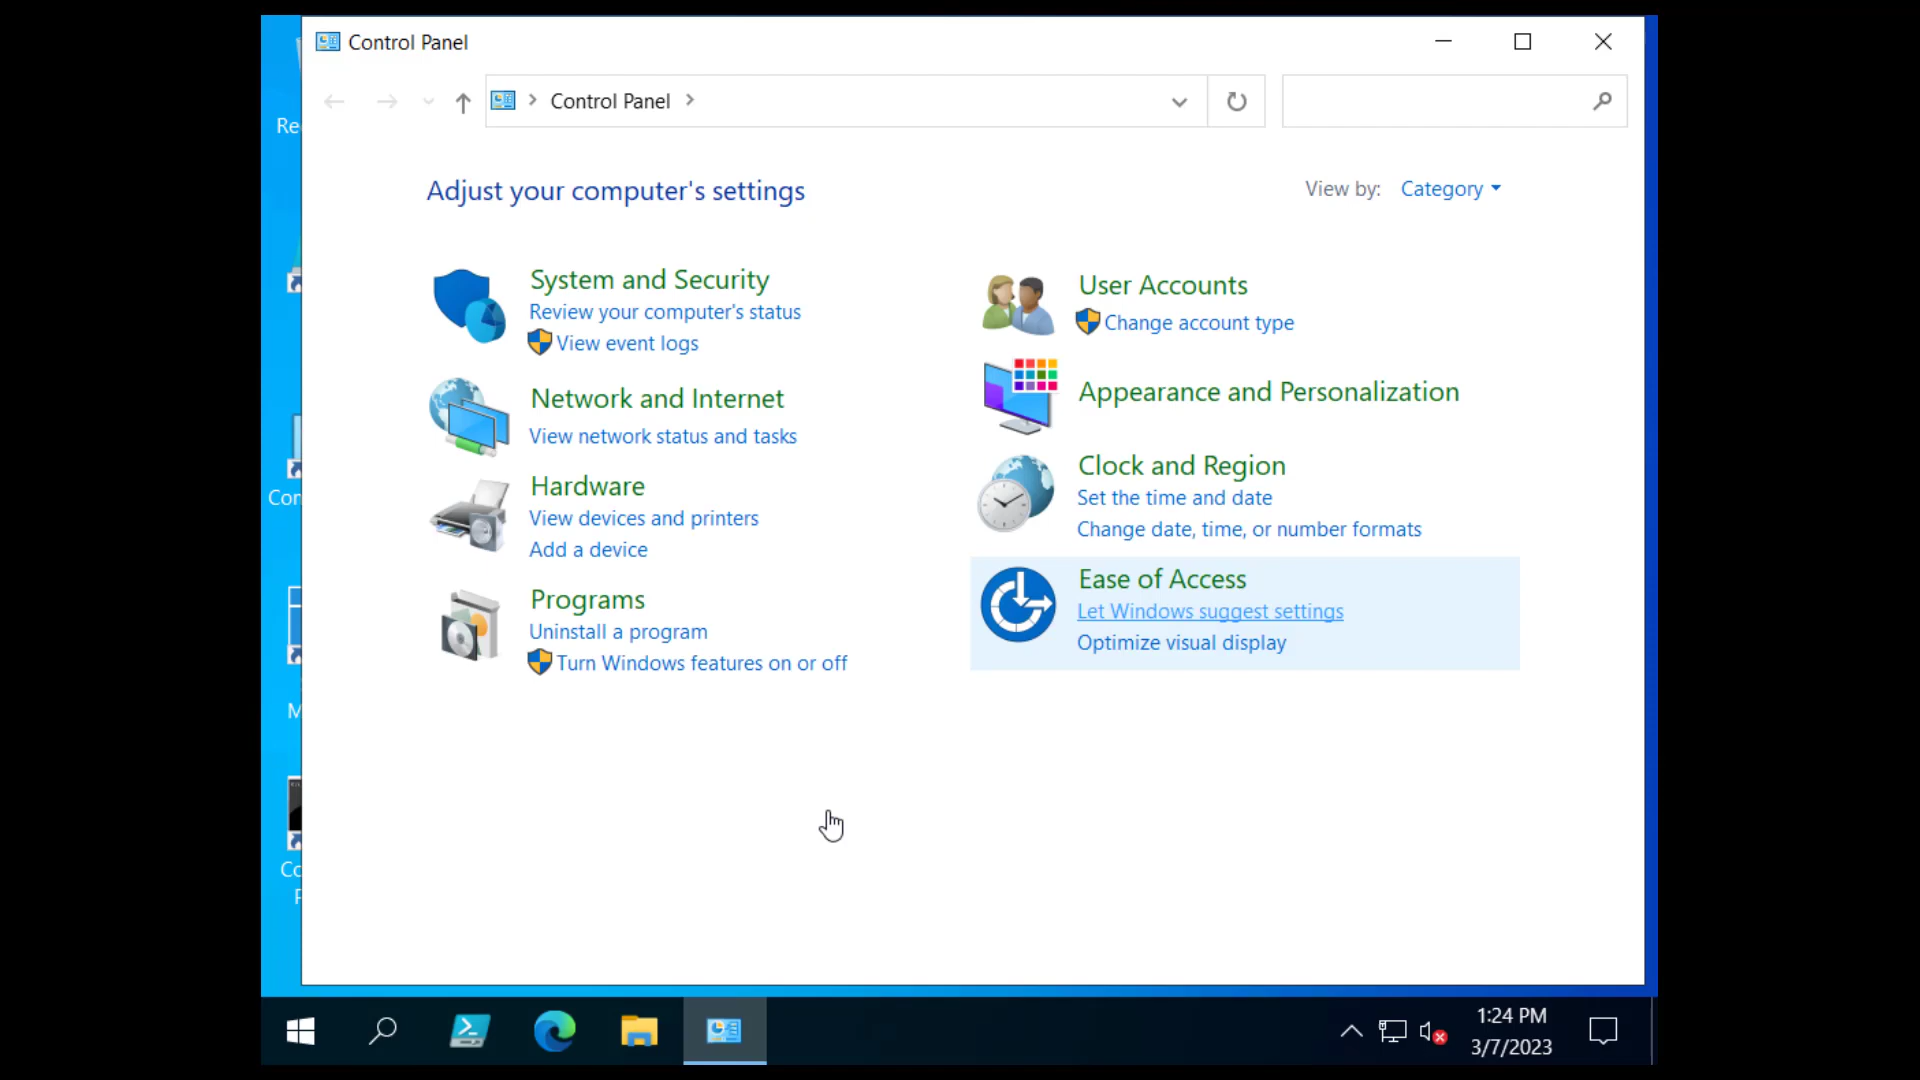 Control Panel
Control Panel
Adjust your computer's settings
View by: Category
System and Security
Review your computer's status
View event logs
Network and Internet
View network status and tasks
Hardware
View devices and printers
Add a device
Programs
Uninstall a program
Turn Windows features on or off
User Accounts
Change account type
Appearance and Personalization
Clock and Region
Set the time and date
Change date, time, or number formats
Ease of Access
Let Windows suggest settings
Optimize visual display
1:24 PM
3/7/2023